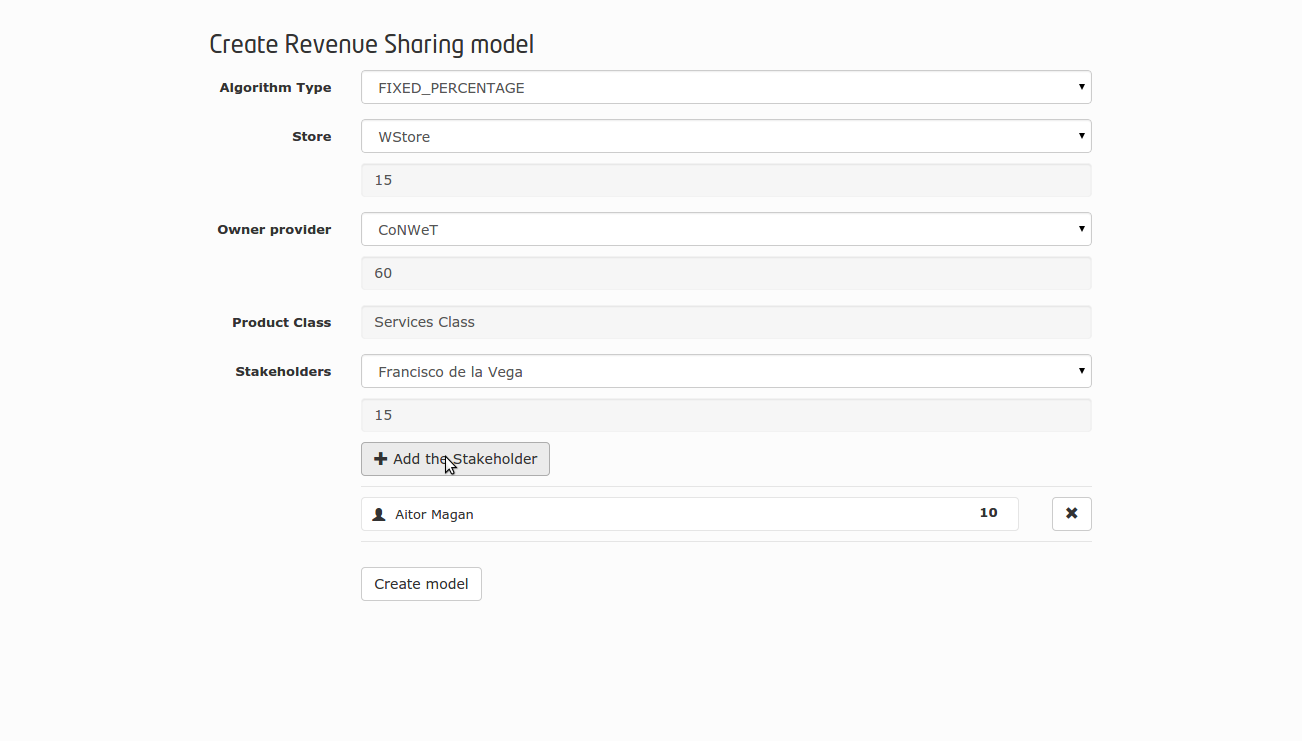 Create Revenue Sharing model
Algorithm Type FIXED_PERCENTAGE
Store WStore
15
Owner provider CoNWeT
60
Product Class Services Class
Stakeholders Francisco de la Vega
15
Add the Stakeholder
Aitor Magan 10
Create model